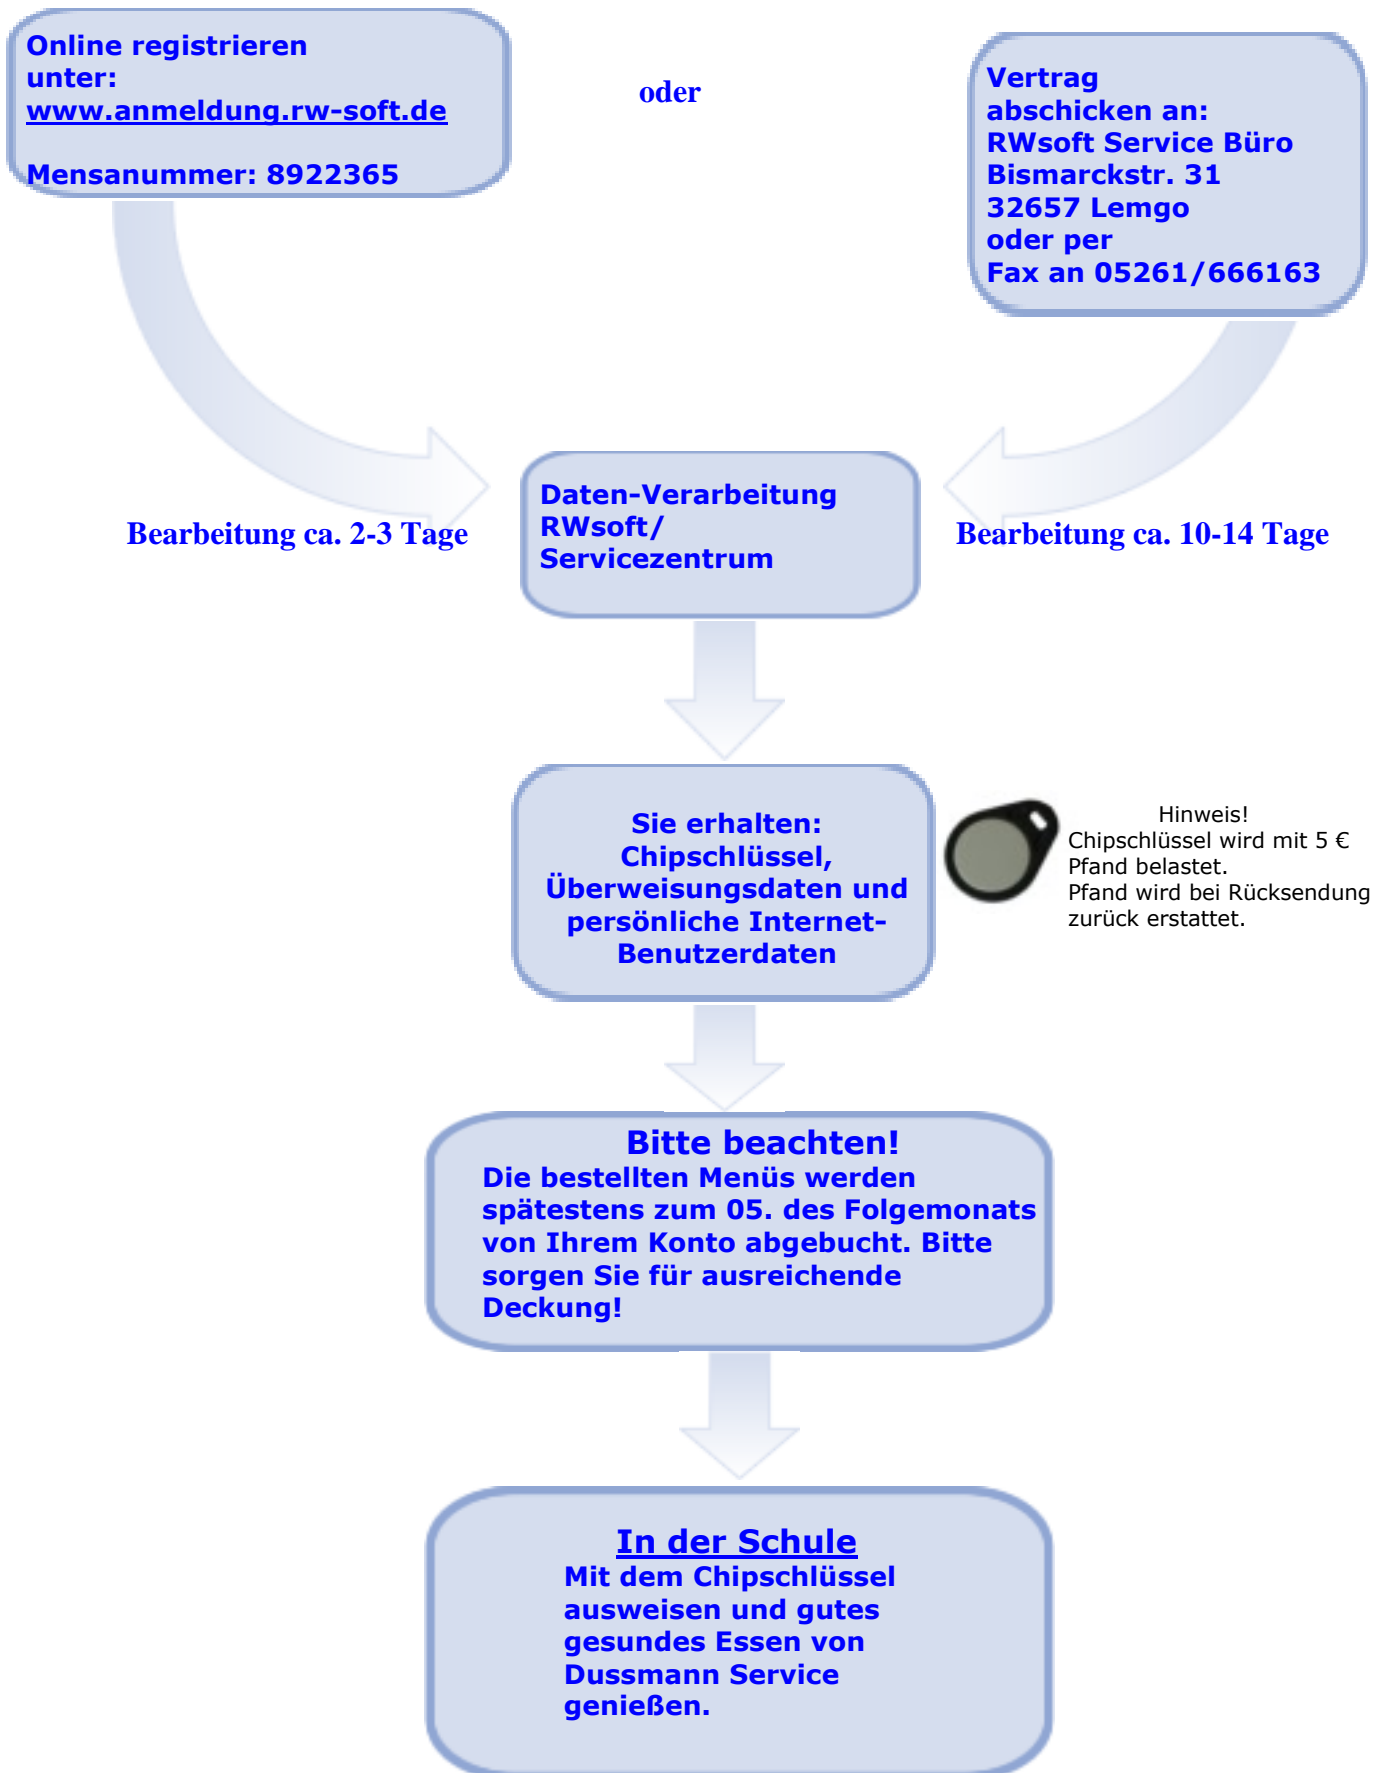 Online registrieren
unter:
www.anmeldung.rw-soft.de
Mensanummer: 8922365
oder
Vertrag
abschicken an:
RWsoft Service Büro
Bismarckstr. 31
32657 Lemgo
oder per
Fax an 05261/666163
Bearbeitung ca. 2-3 Tage
Daten-Verarbeitung
RWsoft/
Servicezentrum
Bearbeitung ca. 10-14 Tage
Sie erhalten:
Chipschlüssel,
Überweisungsdaten und
persönliche Internet-
Benutzerdaten
Hinweis!
Chipschlüssel wird mit 5 €
Pfand belastet.
Pfand wird bei Rücksendung
zurück erstattet.
Bitte beachten!
Die bestellten Menüs werden
spätestens zum 05. des Folgemonats
von Ihrem Konto abgebucht. Bitte
sorgen Sie für ausreichende
Deckung!
In der Schule
Mit dem Chipschlüssel
ausweisen und gutes
gesundes Essen von
Dussmann Service
genießen.